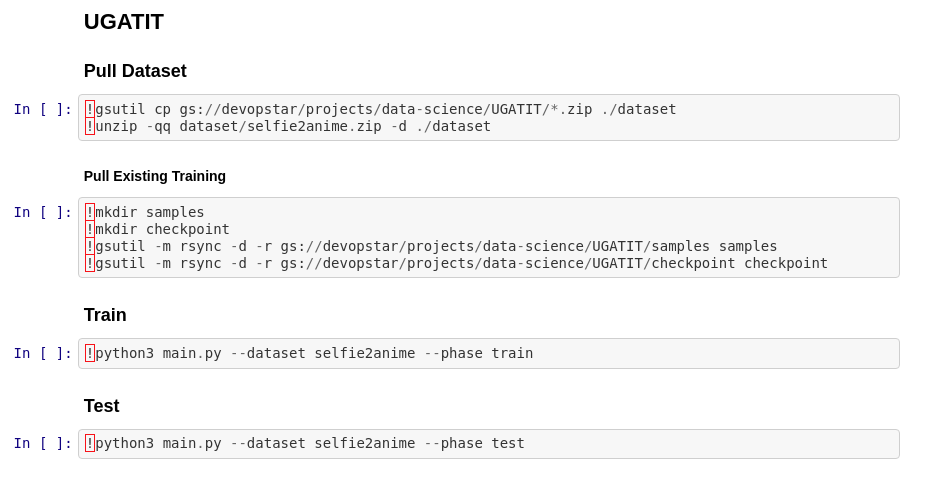 UGATIT
Pull Dataset
In [ ]:
!gsutil cp gs://devopstar/projects/data-science/UGATIT/*.zip ./dataset
!unzip -qq dataset/selfie2anime.zip -d ./dataset
Pull Existing Training
In [ ]:
!mkdir samples
!mkdir checkpoint
!gsutil -m rsync -d -r gs://devopstar/projects/data-science/UGATIT/samples samples
!gsutil -m rsync -d -r gs://devopstar/projects/data-science/UGATIT/checkpoint checkpoint
Train
In [ ]:
!python3 main.py --dataset selfie2anime --phase train
Test
In [ ]:
!python3 main.py --dataset selfie2anime --phase test